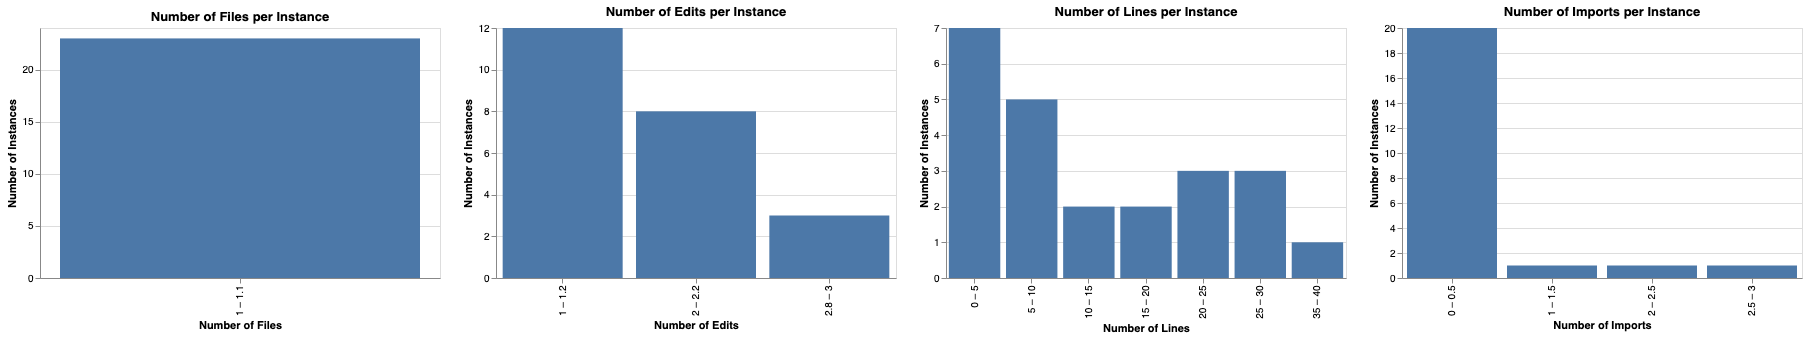 Number of Files per Instance
Number of Instances
20
15
10
5
0
1 – 1.1
Number of Files
Number of Edits per Instance
Number of Instances
12
10
8
6
4
2
0
1 – 1.2
2 – 2.2
2.8 – 3
Number of Edits
Number of Lines per Instance
Number of Instances
7
6
5
4
3
2
1
0
0 – 5
5 – 10
10 – 15
15 – 20
20 – 25
25 – 30
35 – 40
Number of Lines
Number of Imports per Instance
Number of Instances
20
18
16
14
12
10
8
6
4
2
0
0 – 0.5
1 – 1.5
2 – 2.5
2.5 – 3
Number of Imports